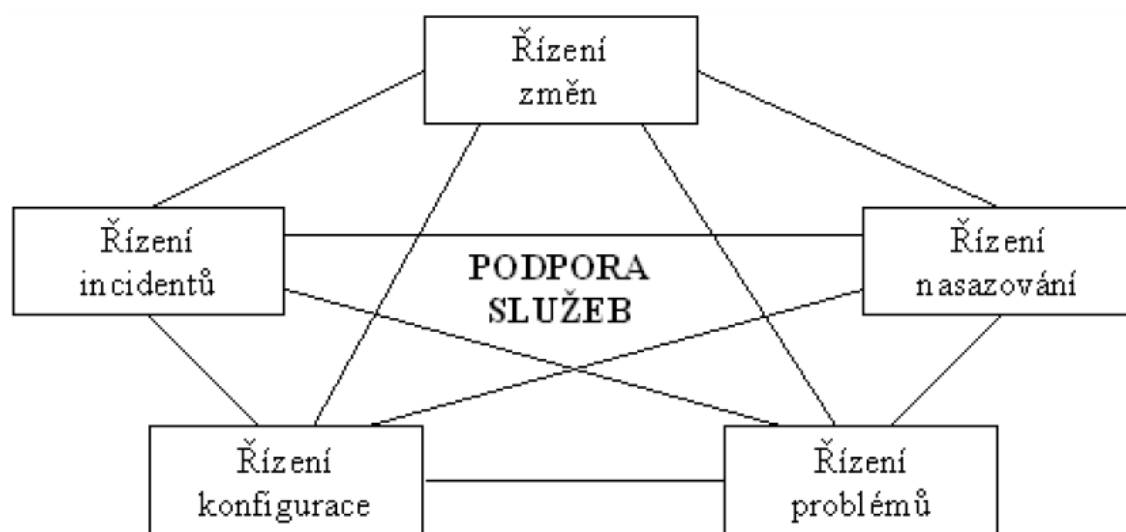 Řízení
změn
Řízení
incidentů
PODPORA
SLUŽEB
Řízení
nasazování
Řízení
konfigurace
Řízení
problémů